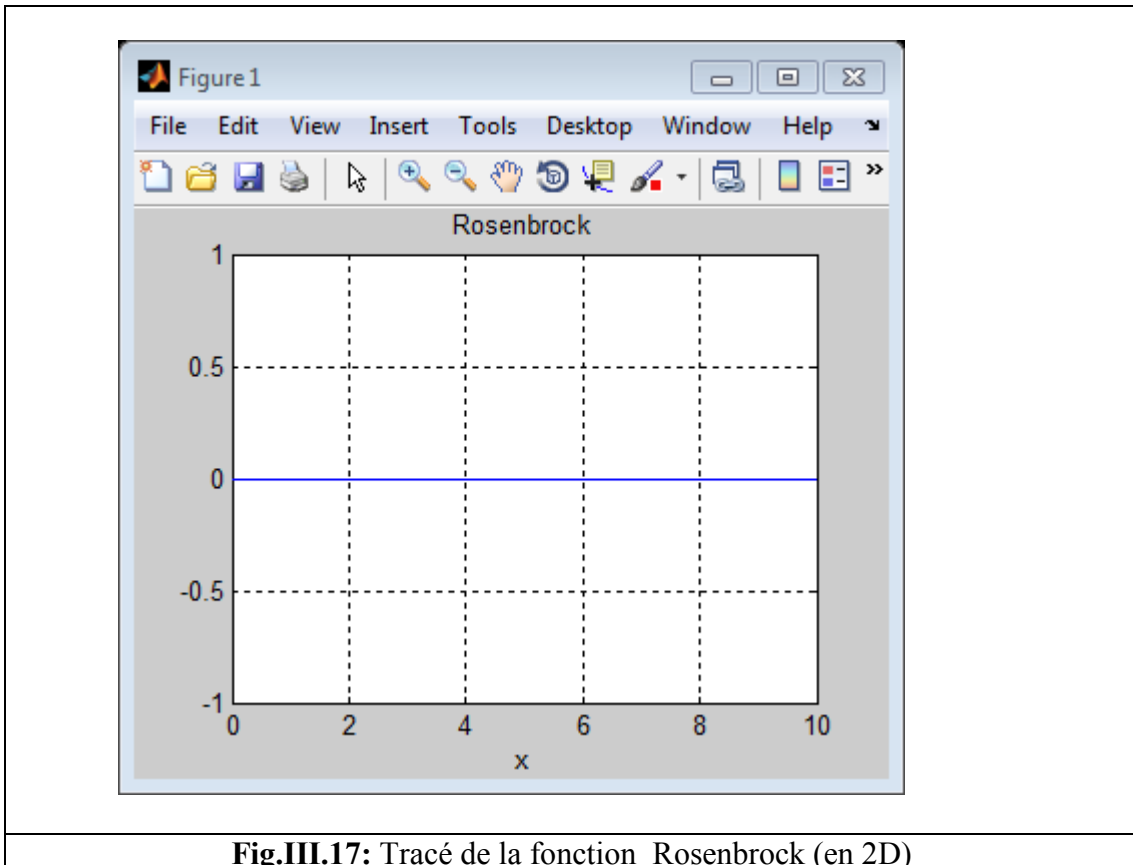 Figure 1
File Edit View Insert Tools Desktop Window Help
Rosenbrock
1
0.5
0
-0.5
-1
0 2 4 6 8 10
x
Fig.III.17: Tracé de la fonction Rosenbrock (en 2D)